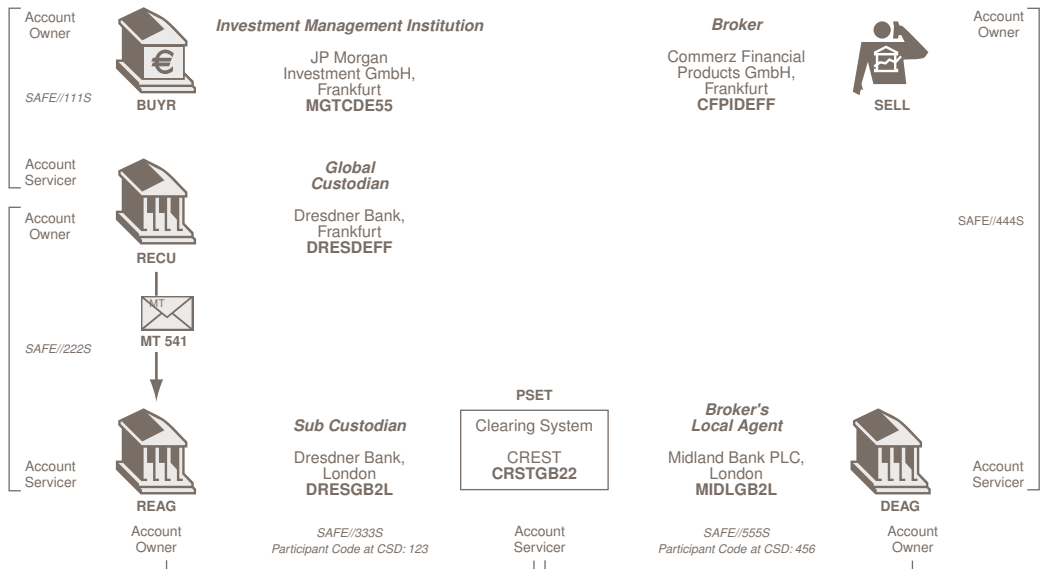 Account
Owner
Investment Management Institution
Broker
Account
Owner
JP Morgan
Investment GmbH,
Frankfurt
MGTCDE55
Commerz Financial
Products GmbH,
Frankfurt
CFPIDEFF
€
SAFE//111S
BUYR
SELL
Account
Servicer
Global
Custodian
Account
Owner
Dresdner Bank,
Frankfurt
DRESDEFF
SAFE//444S
RECU
MT
MT 541
SAFE//222S
PSET
Sub Custodian
Clearing System
Broker's
Local Agent
Dresdner Bank,
London
DRESGB2L
CREST
CRSTGB22
Midland Bank PLC,
London
MIDLGB2L
Account
Servicer
Account
Servicer
REAG
DEAG
Account
Owner
SAFE//333S
Participant Code at CSD: 123
Account
Servicer
SAFE//555S
Participant Code at CSD: 456
Account
Owner